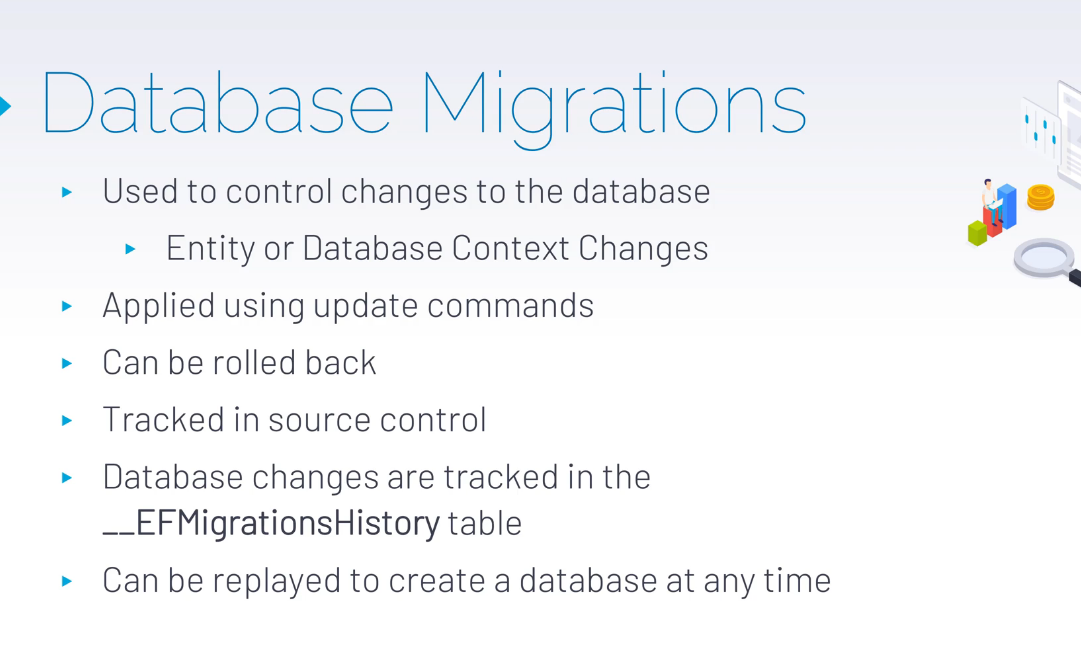 Database Migrations
Used to control changes to the database
Entity or Database Context Changes
Applied using update commands
Can be rolled back
Tracked in source control
Database changes are tracked in the
__EFMigrationsHistory table
Can be replayed to create a database at any time